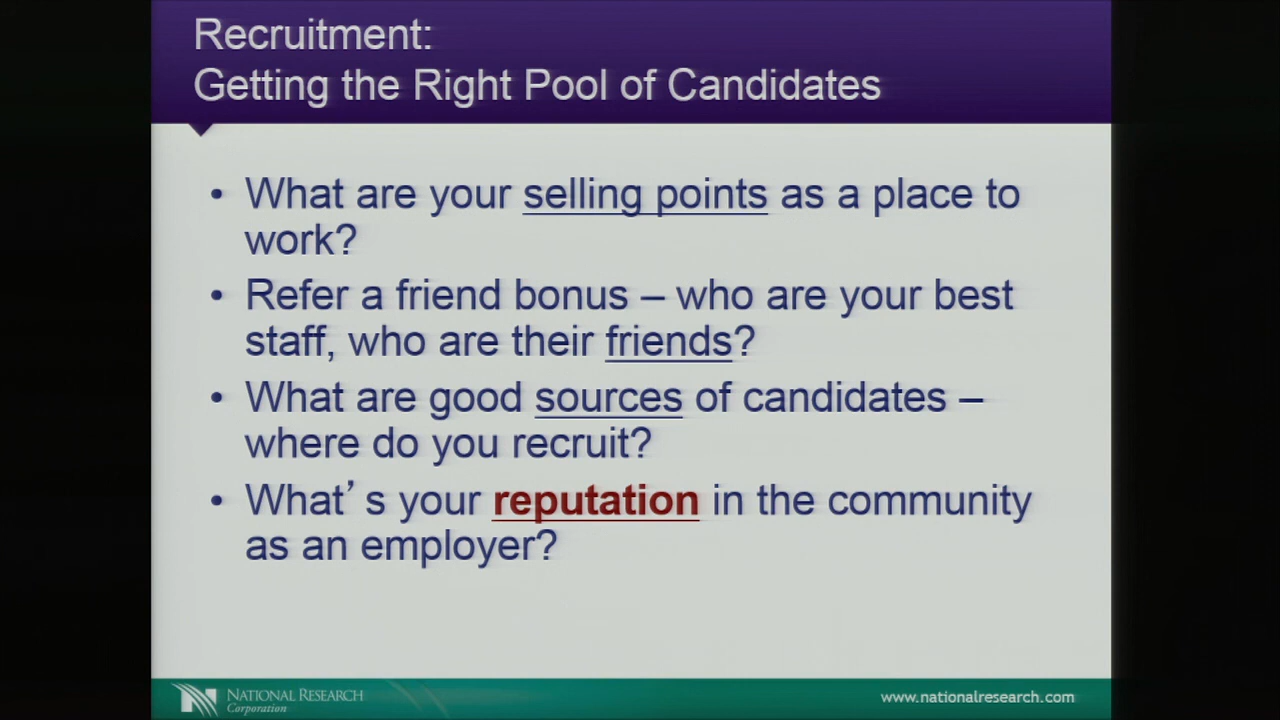 Recruitment:
Getting the Right Pool of Candidates
• What are your selling points as a place to
work?
• Refer a friend bonus – who are your best
staff, who are their friends?
• What are good sources of candidates –
where do you recruit?
• What’s your reputation in the community
as an employer?
NATIONAL RESEARCH
Corporation
www.nationalresearch.com